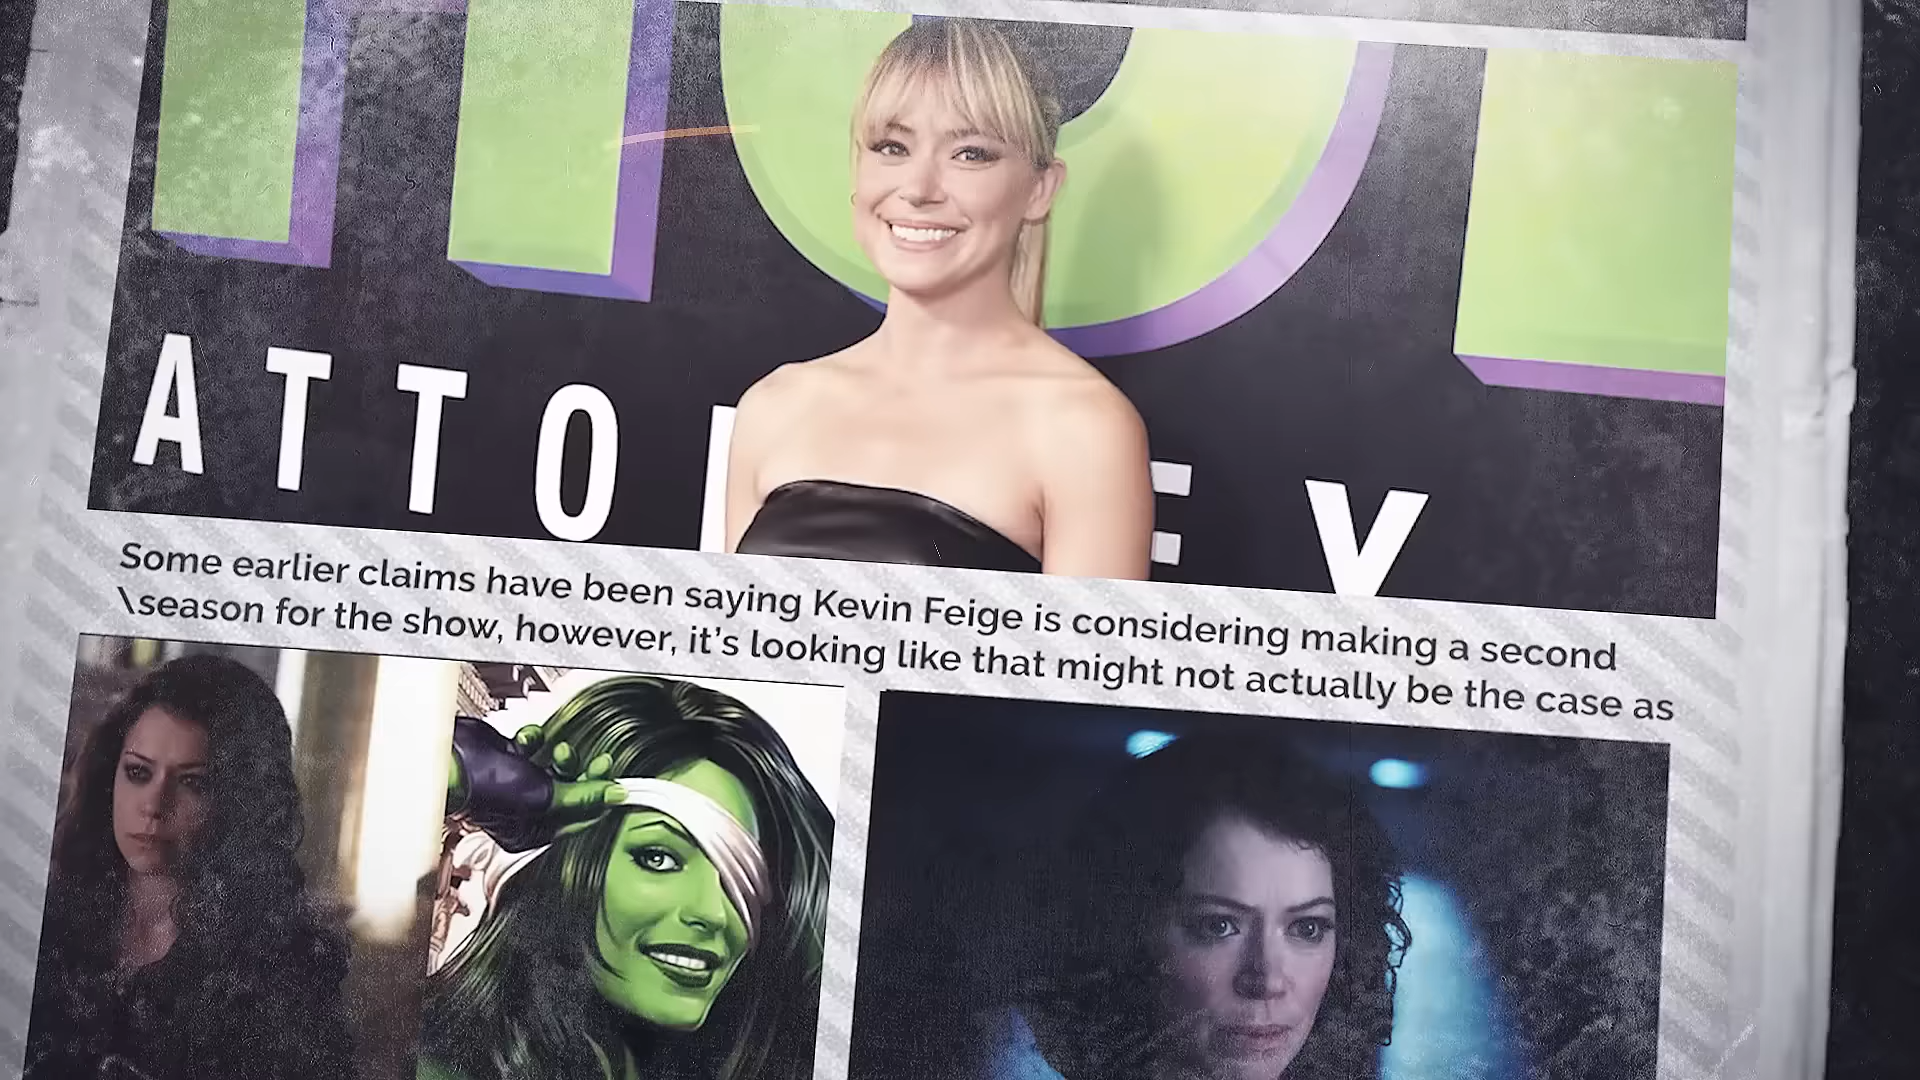 ATTO EY
Some earlier claims have been saying Kevin Feige is considering making a second
\season for the show, however, it's looking like that might not actually be the case as